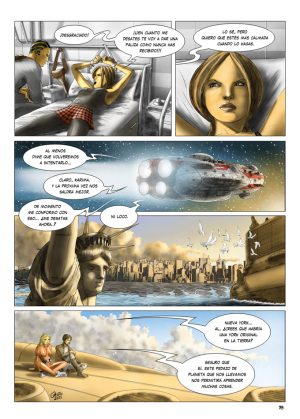 ¡DESGRACIADO!
¡JUEN CUANTO ME
DESATES TE VOY A DAR UNA
PALIZA COMO NUNCA HAS
RECIBIDO!!!
LO SÉ, PERO
QUIERO QUE ESTÉS MÁS CALMADA
CUANDO LO HAGAS.
AL MENOS
DIME QUE VOLVEREMOS
A INTENTARLO...
CLARO, KARINA.
Y LA PRÓXIMA VEZ NOS
SALDRÁ MEJOR.
DE MOMENTO
ME CONFORMO CON
ESO... ¿ME DESATAS
AHORA..?
NI LOCO.
NUEVA YORK...
AL, ¿CREES QUE HABRÍA
UNA YORK ORIGINAL
EN LA TIERRA?
SEGURO QUE
SÍ. ESTE PEDAZO DE
PLANETA QUE NOS LLEVAMOS
NOS PERMITIRÁ APRENDER
MUCHAS COSAS.